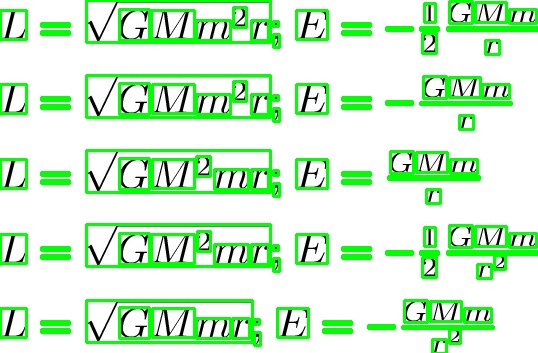 L = √(GMm²r); E = −(1/2)(GMm/r)
L = √(GMm²r); E = −GMm/r
L = √(GM²mr); E = GMm/r
L = √(GM²mr); E = −(1/2)(GMm/r²)
L = √(GMmr); E = −GMm/r²